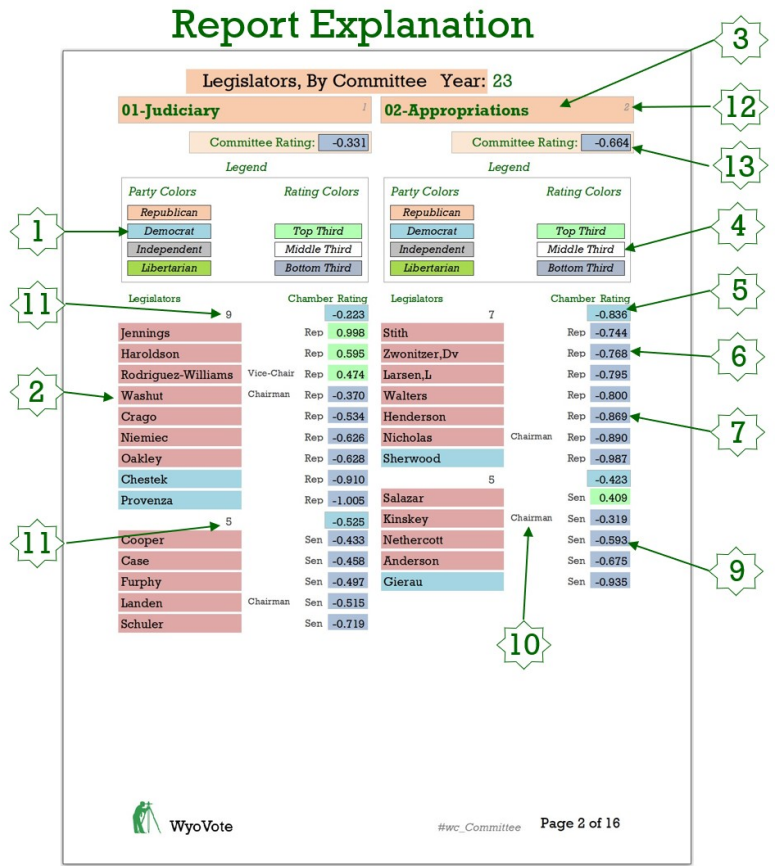 Report Explanation
3
Legislators, By Committee Year: 23
01-Judiciary 1 02-Appropriations 2
12
Committee Rating: -0.331 Committee Rating: -0.664
13
Legend Legend
Party Colors Rating Colors Party Colors Rating Colors
Republican Republican
1 Democrat Top Third Democrat Top Third 4
Independent Middle Third Independent Middle Third
Libertarian Bottom Third Libertarian Bottom Third
5
11 Legislators Chamber Rating Legislators Chamber Rating
9 -0.223 7 -0.836
Jennings Rep 0.998 Stith Rep -0.744
Haroldson Rep 0.595 Zwonitzer,Dv Rep -0.768 6
Rodriguez-Williams Vice-Chair Rep 0.474 Larsen,L Rep -0.795
2 Washut Chairman Rep -0.370 Walters Rep -0.800
Crago Rep -0.534 Henderson Rep -0.869 7
Niemiec Rep -0.626 Nicholas Chairman Rep -0.890
Oakley Rep -0.628 Sherwood Rep -0.987
Chestek Rep -0.910 5 -0.423
Provenza Rep -1.005 Salazar Sen 0.409
5 -0.525 Kinskey Chairman Sen -0.319
11 Cooper Sen -0.433 Nethercott Sen -0.593
Case Sen -0.458 Anderson Sen -0.675 9
Furphy Sen -0.497 Gierau Sen -0.935
Landen Chairman Sen -0.515
Schuler Sen -0.719
10
WyoVote #wc_Committee Page 2 of 16